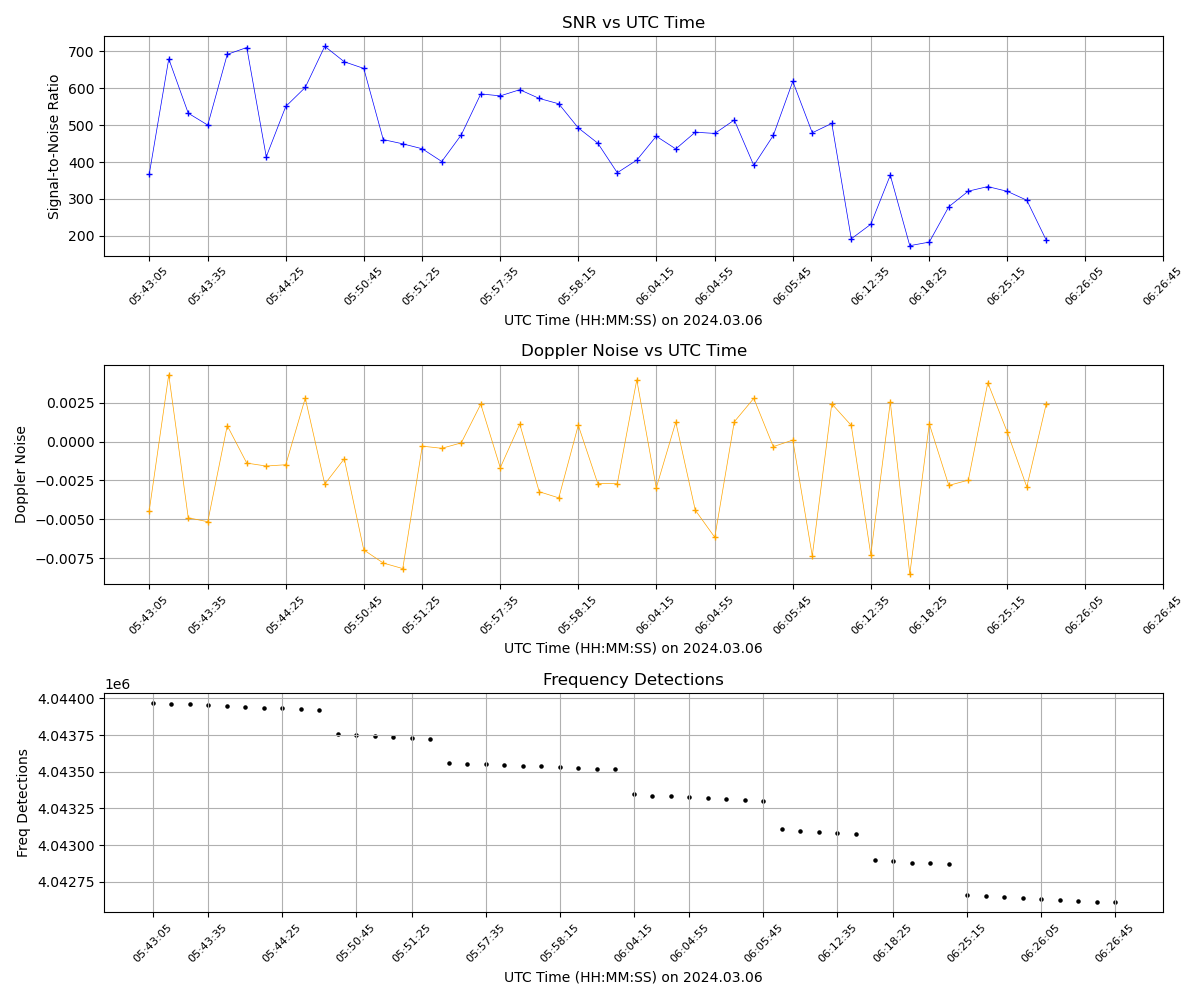 SNR vs UTC Time
Signal-to-Noise Ratio
700
600
500
400
300
200
05:43:05 05:43:35 05:44:25 05:50:45 05:51:25 05:57:35 05:58:15 06:04:15 06:04:55 06:05:45 06:12:35 06:18:25 06:25:15 06:26:05 06:26:45
UTC Time (HH:MM:SS) on 2024.03.06
Doppler Noise vs UTC Time
Doppler Noise
0.0025
0.0000
−0.0025
−0.0050
−0.0075
05:43:05 05:43:35 05:44:25 05:50:45 05:51:25 05:57:35 05:58:15 06:04:15 06:04:55 06:05:45 06:12:35 06:18:25 06:25:15 06:26:05 06:26:45
UTC Time (HH:MM:SS) on 2024.03.06
Frequency Detections
1e6
Freq Detections
4.04400
4.04375
4.04350
4.04325
4.04300
4.04275
05:43:05 05:43:35 05:44:25 05:50:45 05:51:25 05:57:35 05:58:15 06:04:15 06:04:55 06:05:45 06:12:35 06:18:25 06:25:15 06:26:05 06:26:45
UTC Time (HH:MM:SS) on 2024.03.06